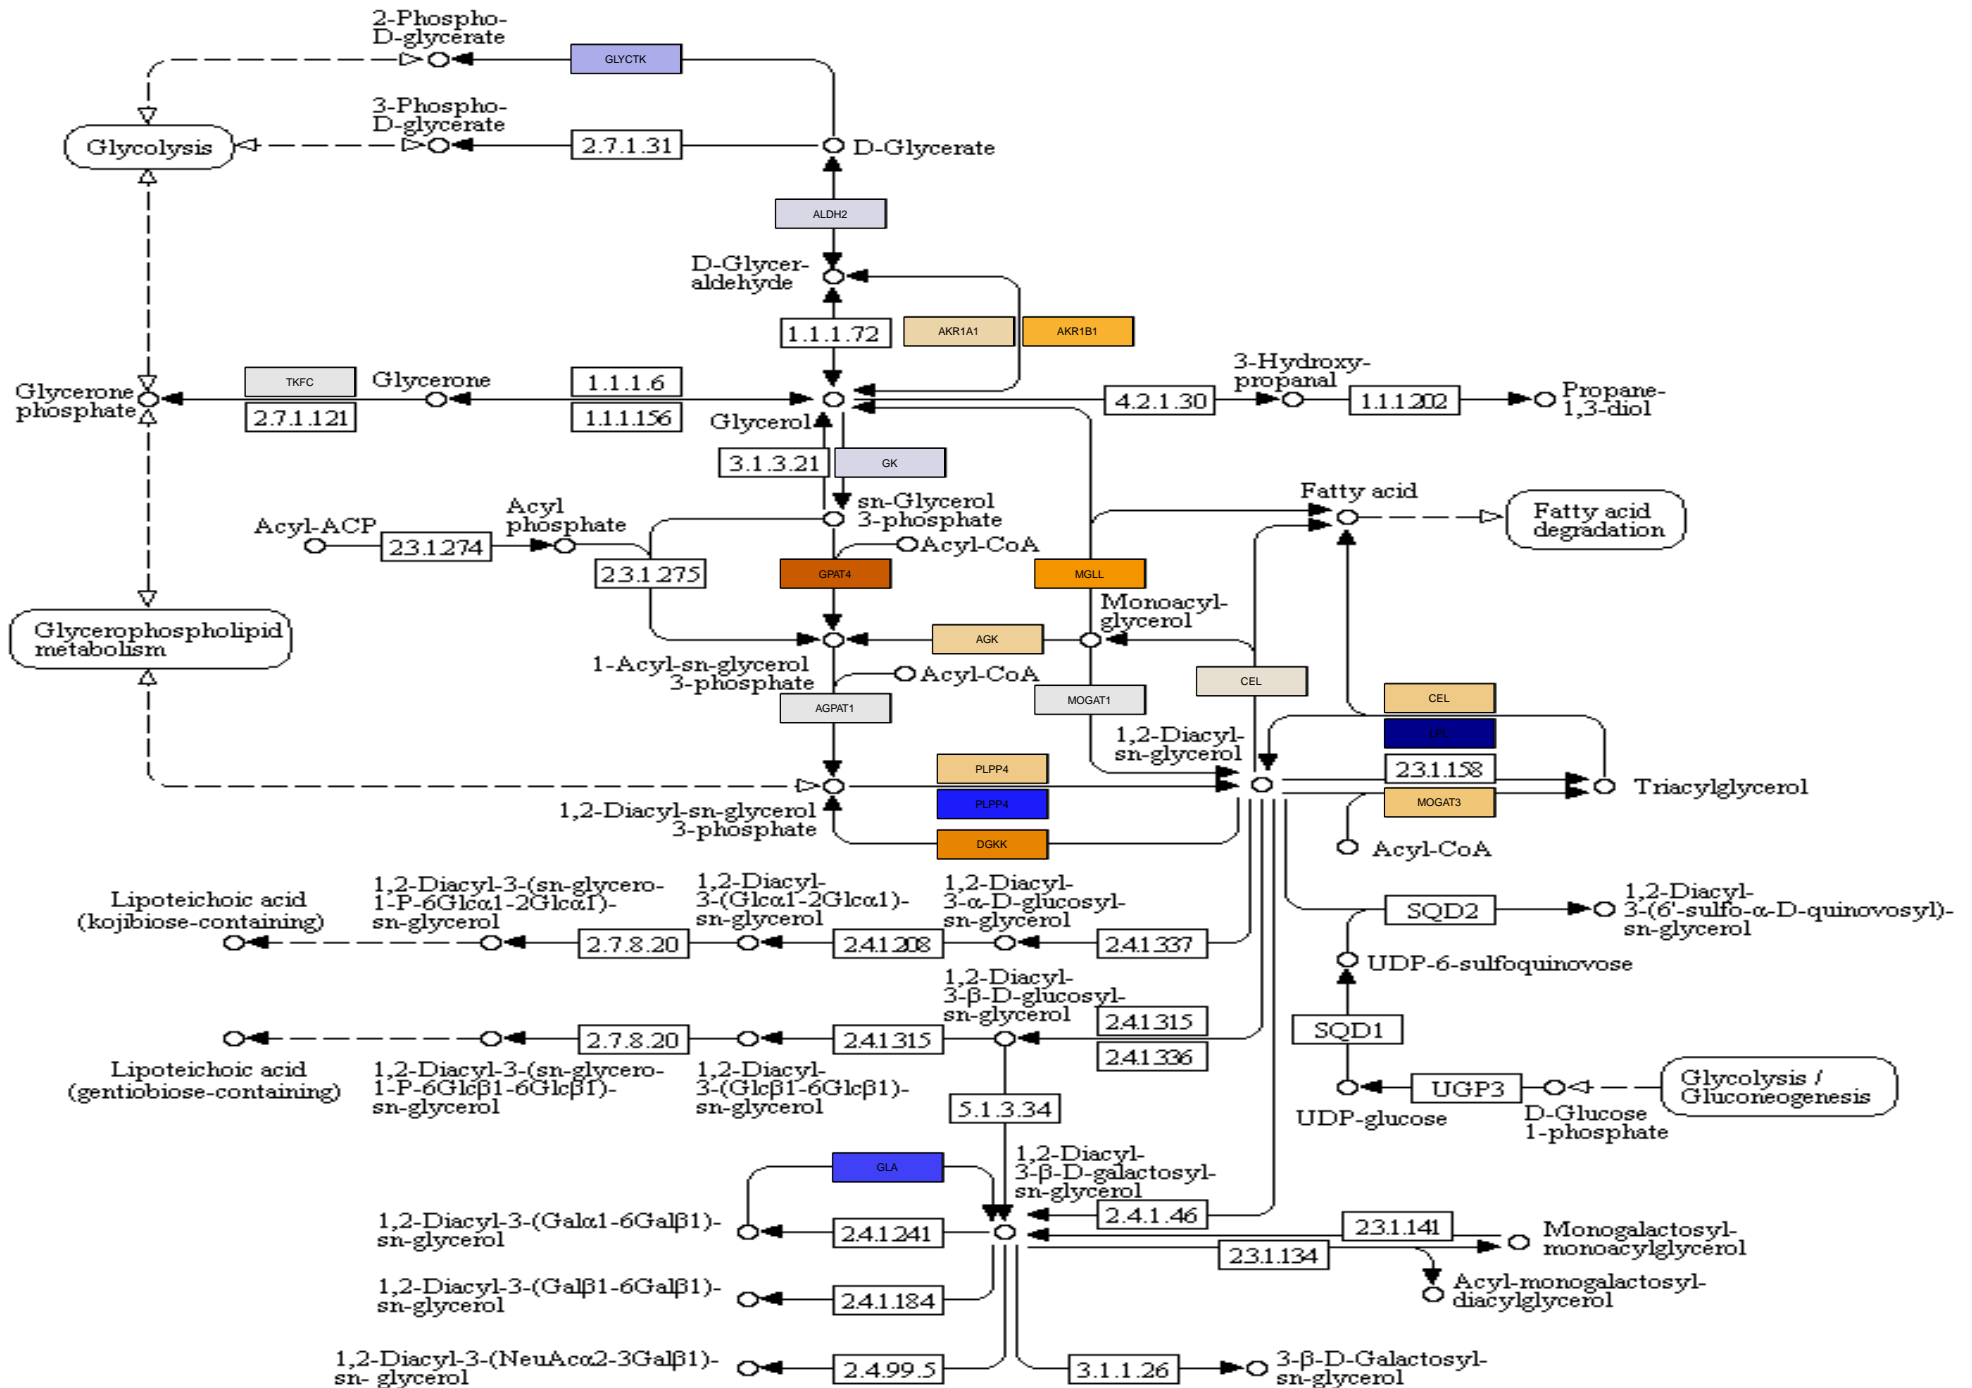 2-Phospho-
D-glycerate
GLYCTK
3-Phospho-
D-glycerate
Glycolysis
2.7.1.31
D-Glycerate
ALDH2
D-Glycer-
aldehyde
1.1.1.72
AKR1A1
AKR1B1
3-Hydroxy-
propanal
Glycerone
phosphate
TKFC
2.7.1.121
Glycerone
1.1.1.6
1.1.1.156
Glycerol
4.2.1.30
1.1.1.202
Propane-
1,3-diol
3.1.3.21
GK
sn-Glycerol
3-phosphate
Fatty acid
Fatty acid
degradation
Acyl-ACP
2.3.1.274
Acyl
phosphate
2.3.1.275
Acyl-CoA
GPAT4
MGLL
Monoacyl-
glycerol
Glycerophospholipid
metabolism
AGK
1-Acyl-sn-glycerol
3-phosphate
Acyl-CoA
AGPAT1
MOGAT1
CEL
CEL
LPL
1,2-Diacyl-
sn-glycerol
2.3.1.158
MOGAT3
Triacylglycerol
Acyl-CoA
PLPP4
PLPP4
DGKK
1,2-Diacyl-sn-glycerol
3-phosphate
Lipoteichoic acid
(kojibiose-containing)
1,2-Diacyl-3-(sn-glycero-
1-P-6Glcα1-2Glcα1)-
sn-glycerol
1,2-Diacyl-
3-(Glcα1-2Glcα1)-
sn-glycerol
1,2-Diacyl-
3-α-D-glucosyl-
sn-glycerol
2.7.8.20
2.4.1.208
2.4.1.337
SQD2
1,2-Diacyl-
3-(6'-sulfo-α-D-quinovosyl)-
sn-glycerol
UDP-6-sulfoquinovose
1,2-Diacyl-
3-β-D-glucosyl-
sn-glycerol
2.7.8.20
2.4.1.315
2.4.1.315
2.4.1.336
SQD1
Lipoteichoic acid
(gentiobiose-containing)
1,2-Diacyl-3-(sn-glycero-
1-P-6Glcβ1-6Glcβ1)-
sn-glycerol
1,2-Diacyl-
3-(Glcβ1-6Glcβ1)-
sn-glycerol
5.1.3.34
UDP-glucose
UGP3
D-Glucose
1-phosphate
Glycolysis /
Gluconeogenesis
GLA
1,2-Diacyl-
3-β-D-galactosyl-
sn-glycerol
2.4.1.46
1,2-Diacyl-3-(Galα1-6Galβ1)-
sn-glycerol
2.4.1.241
2.3.1.141
2.3.1.134
Monogalactosyl-
monoacylglycerol
Acyl-monogalactosyl-
diacylglycerol
1,2-Diacyl-3-(Galβ1-6Galβ1)-
sn-glycerol
2.4.1.184
1,2-Diacyl-3-(NeuAcα2-3Galβ1)-
sn- glycerol
2.4.99.5
3.1.1.26
3-β-D-Galactosyl-
sn-glycerol